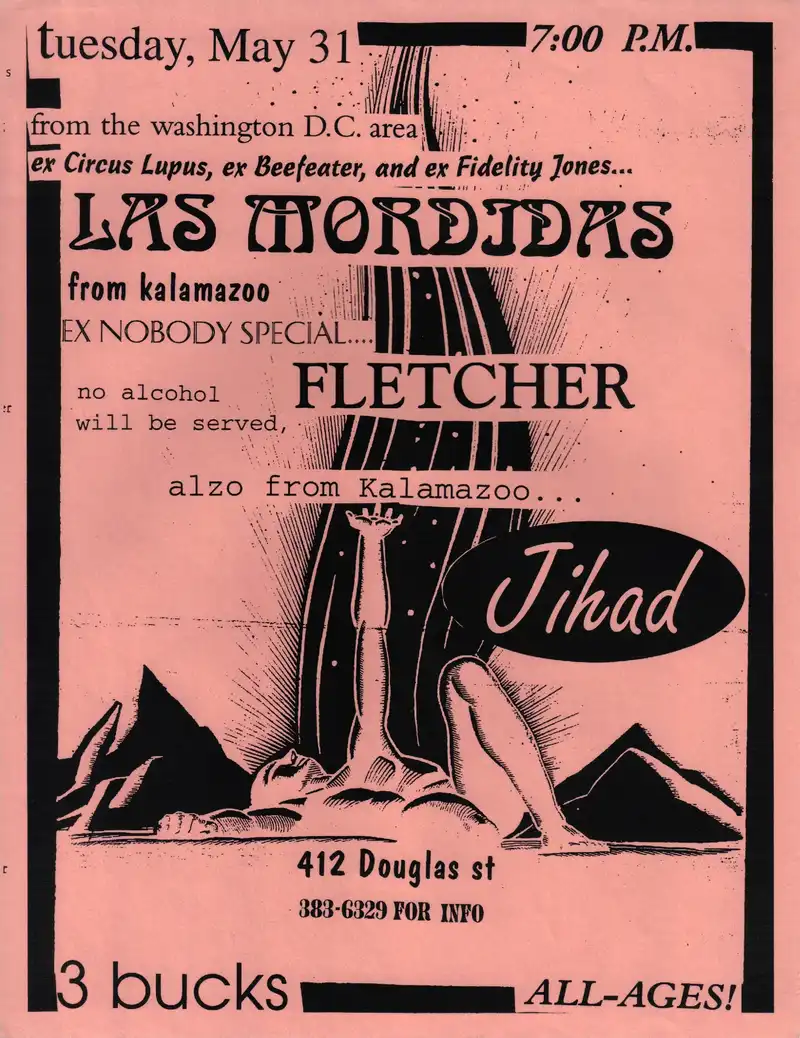 tuesday, May 31
7:00 P.M.
from the washington D.C. area
ex Circus Lupus, ex Beefeater, and ex Fidelity Jones...
LAS MORDIDAS
from kalamazoo
EX NOBODY SPECIAL....
FLETCHER
no alcohol
will be served,
alzo from Kalamazoo...
Jihad
412 Douglas st
383-6329 FOR INFO
3 bucks
ALL-AGES!